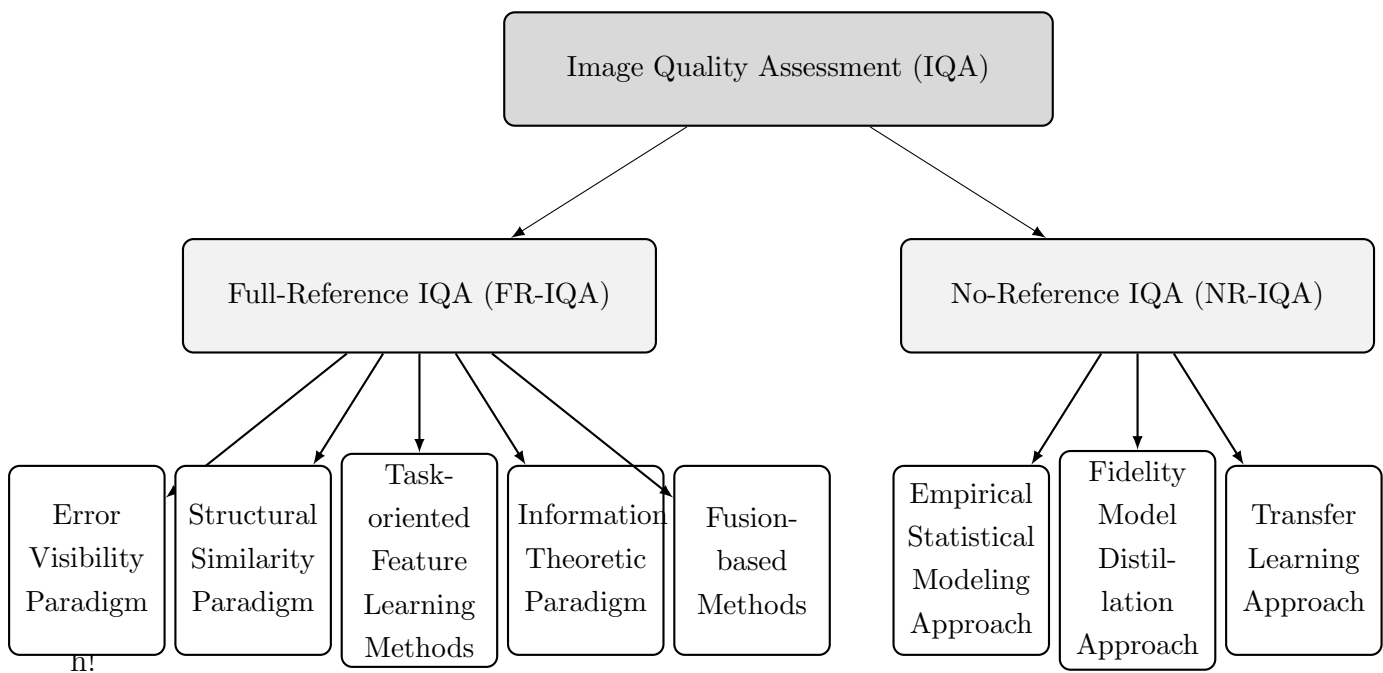 Image Quality Assessment (IQA)
Full-Reference IQA (FR-IQA)
No-Reference IQA (NR-IQA)
Error
Visibility
Paradigm
h!
Structural
Similarity
Paradigm
Task-
oriented
Feature
Learning
Methods
Information
Theoretic
Paradigm
Fusion-
based
Methods
Empirical
Statistical
Modeling
Approach
Fidelity
Model
Distil-
lation
Approach
Transfer
Learning
Approach